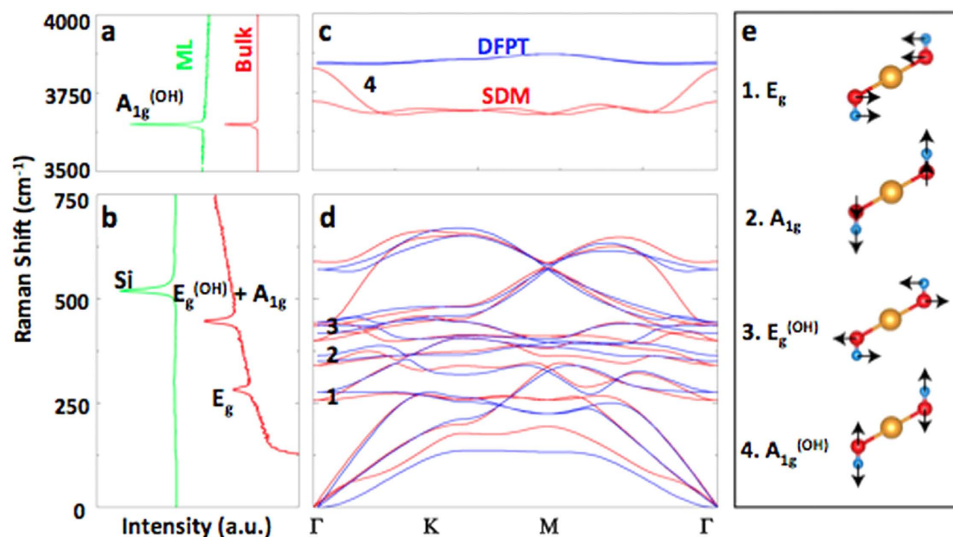 Raman Shift (cm⁻¹)
4000
3750
3500
a
ML
Bulk
A1g(OH)
c
DFPT
4
SDM
750
500
250
0
b
Si
Eg(OH) + A1g
Eg
Intensity (a.u.)
d
3
2
1
Γ K M Γ
e
1. Eg
2. A1g
3. Eg(OH)
4. A1g(OH)